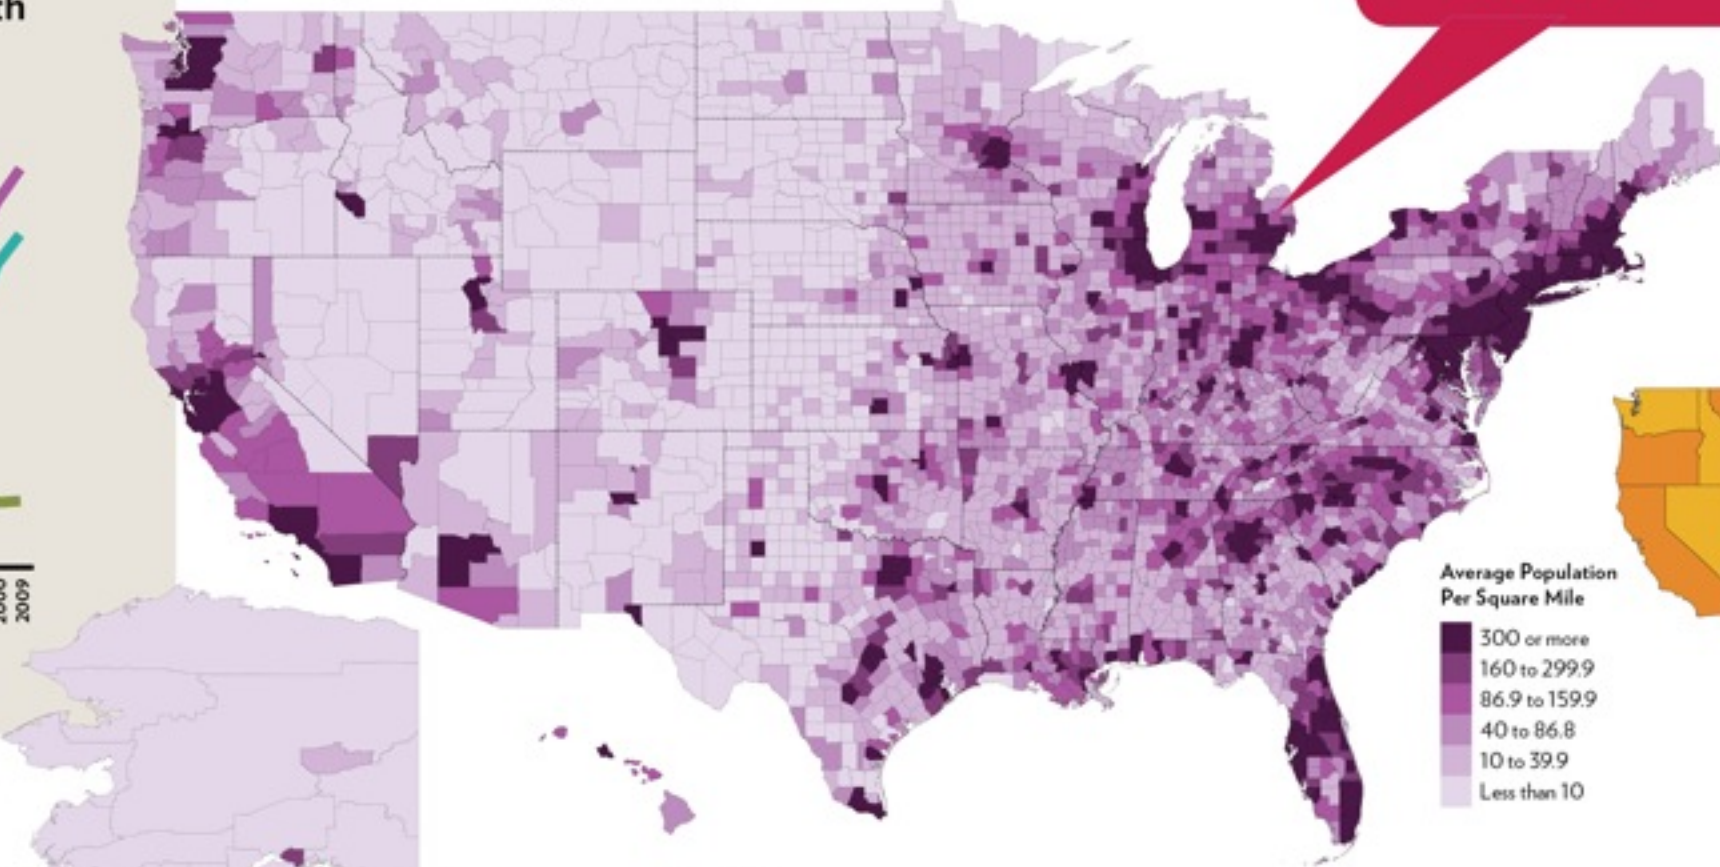 th
2009
Average Population
Per Square Mile
300 or more
160 to 299.9
86.9 to 159.9
40 to 86.8
10 to 39.9
Less than 10